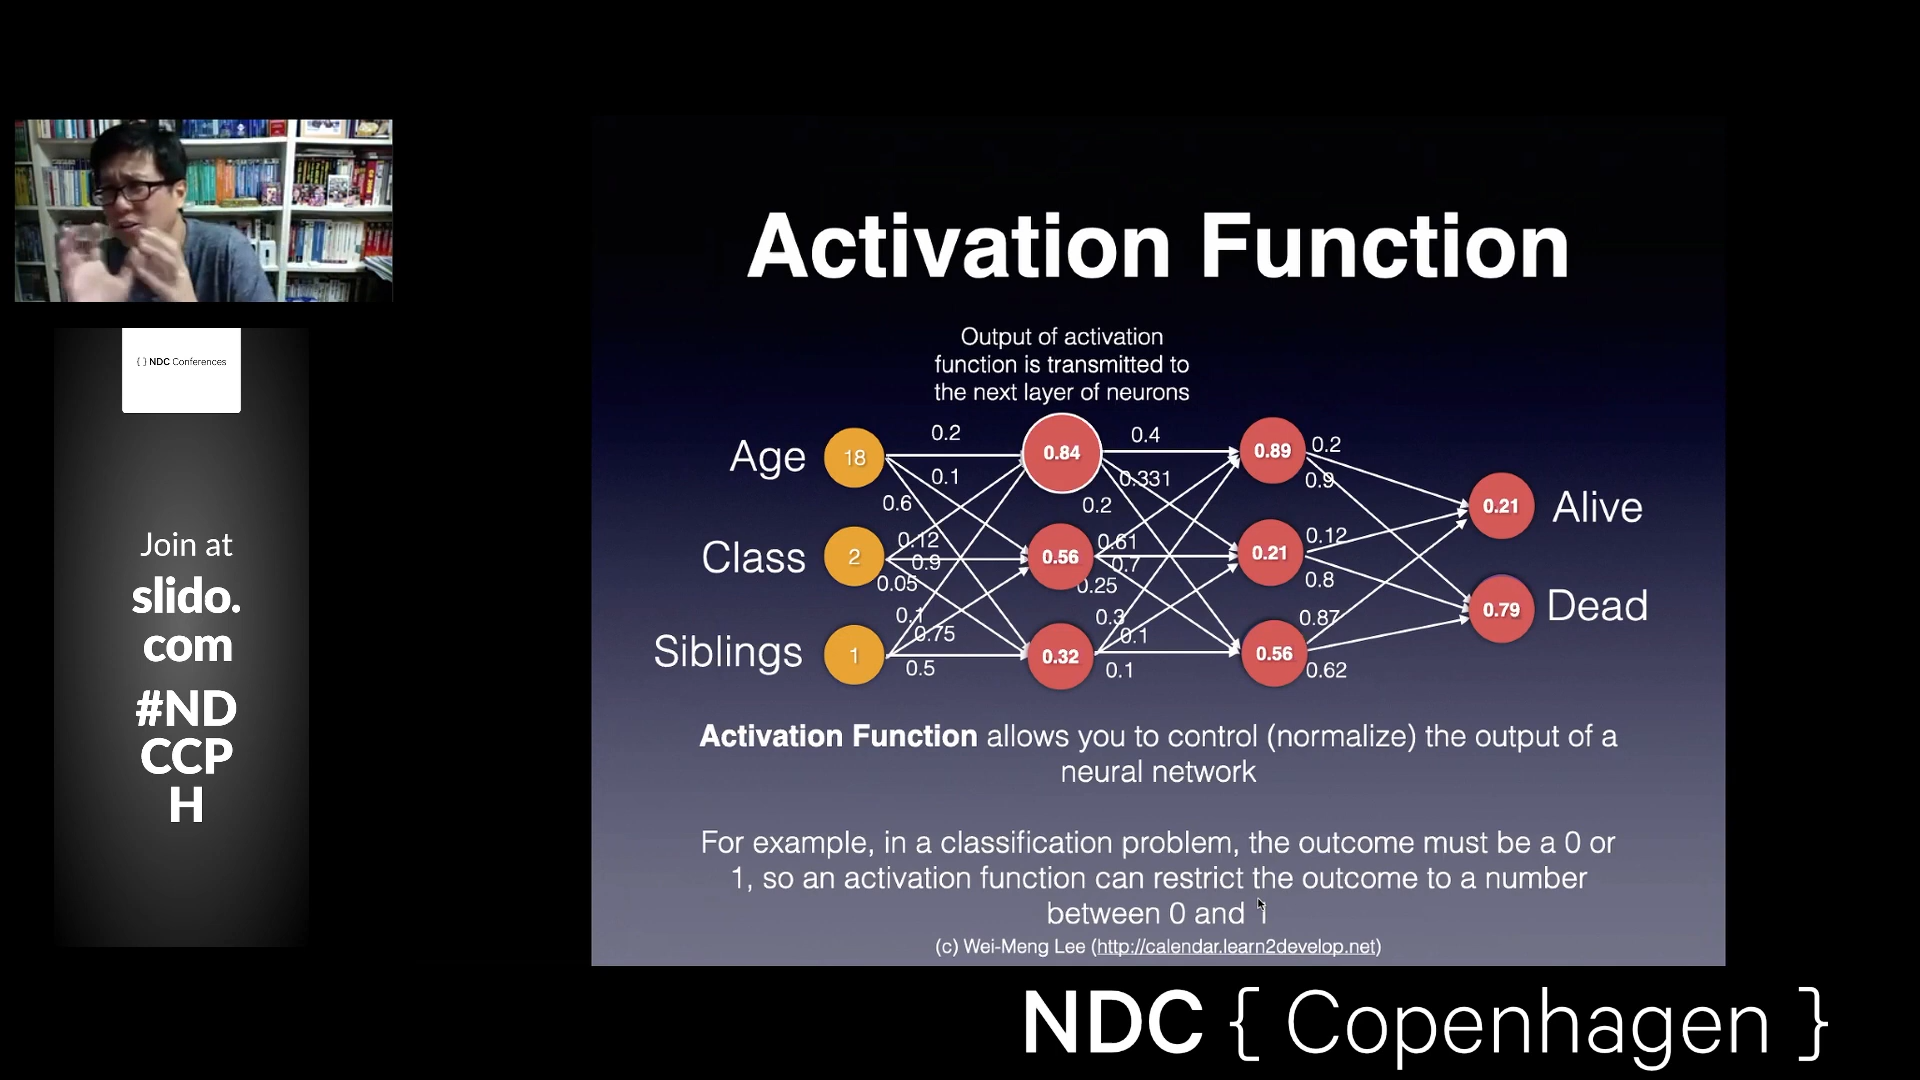 { } NDC Conferences
Join at
slido.
com
#ND
CCP
H
Activation Function
Output of activation
function is transmitted to
the next layer of neurons
Age
18
0.2
0.1
0.6
0.84
0.4
0.331
0.2
0.89
0.2
0.9
0.21
Alive
Class
2
0.12
0.9
0.05
0.56
0.61
0.7
0.25
0.21
0.12
0.8
0.79
Dead
Siblings
1
0.1
0.75
0.5
0.32
0.3
0.1
0.1
0.56
0.87
0.62
Activation Function allows you to control (normalize) the output of a
neural network
For example, in a classification problem, the outcome must be a 0 or
1, so an activation function can restrict the outcome to a number
between 0 and 1
(c) Wei-Meng Lee (http://calendar.learn2develop.net)
NDC { Copenhagen }